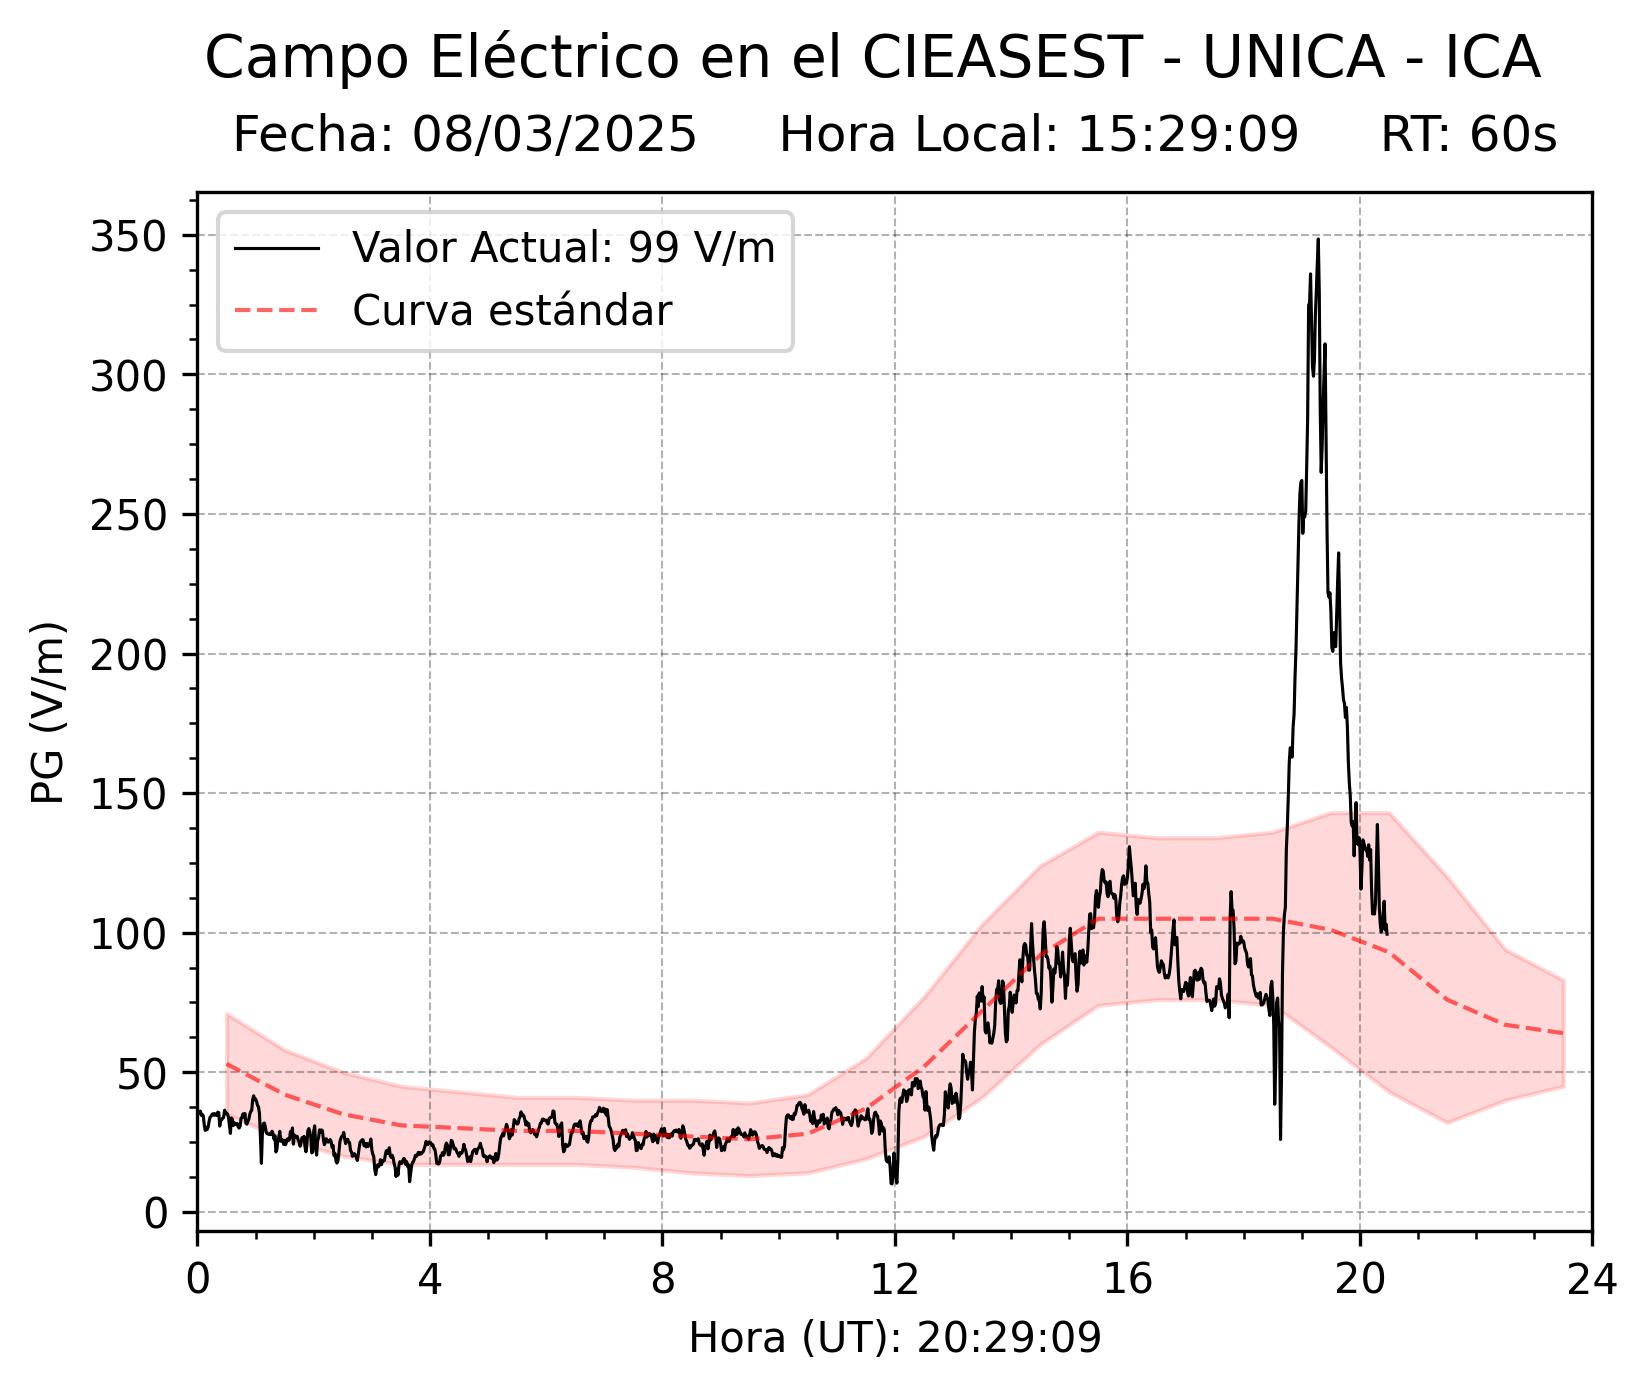 Campo Eléctrico en el CIEASEST - UNICA - ICA
Fecha: 08/03/2025 Hora Local: 15:29:09 RT: 60s
Valor Actual: 99 V/m
Curva estándar
PG (V/m)
350
300
250
200
150
100
50
0
0 4 8 12 16 20 24
Hora (UT): 20:29:09